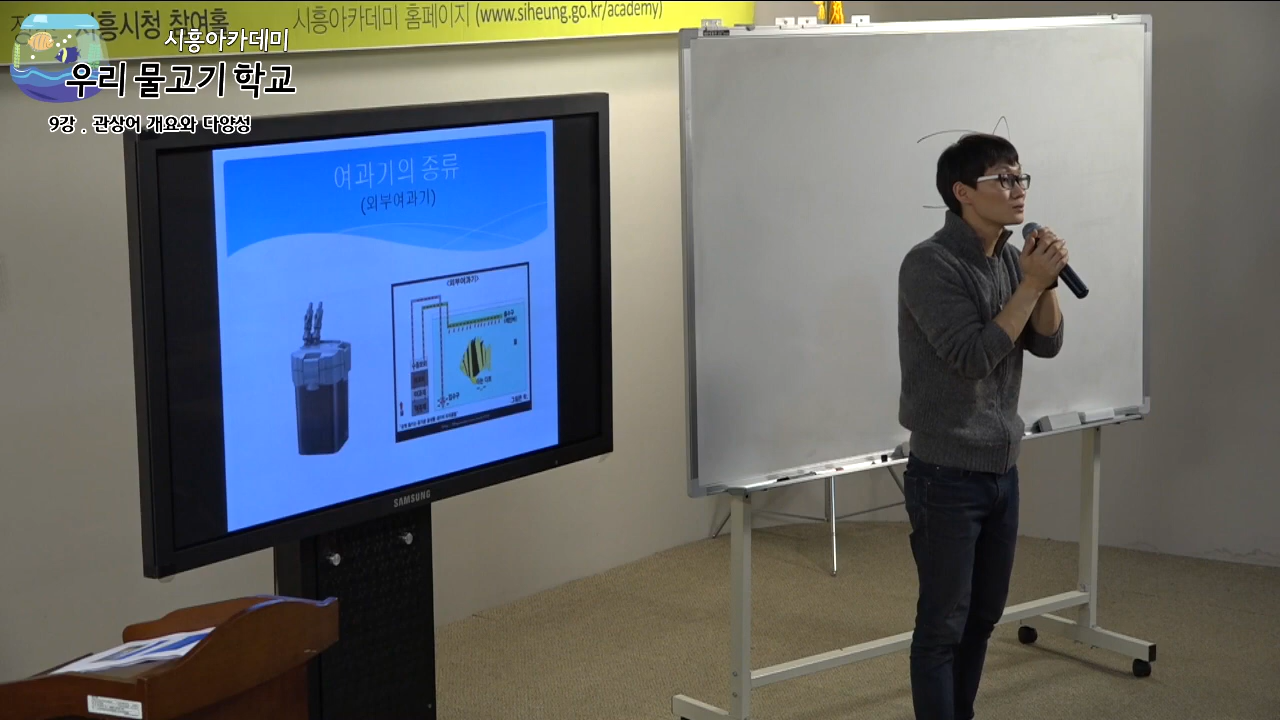 시흥시청 참여홈 시흥아카데미 홈페이지 (www.siheung.go.kr/academy)
시흥아카데미
우리 물고기 학교
9강 . 관상어 개요와 다양성
여과기의 종류
(외부여과기)
<외부여과기>
SAMSUNG